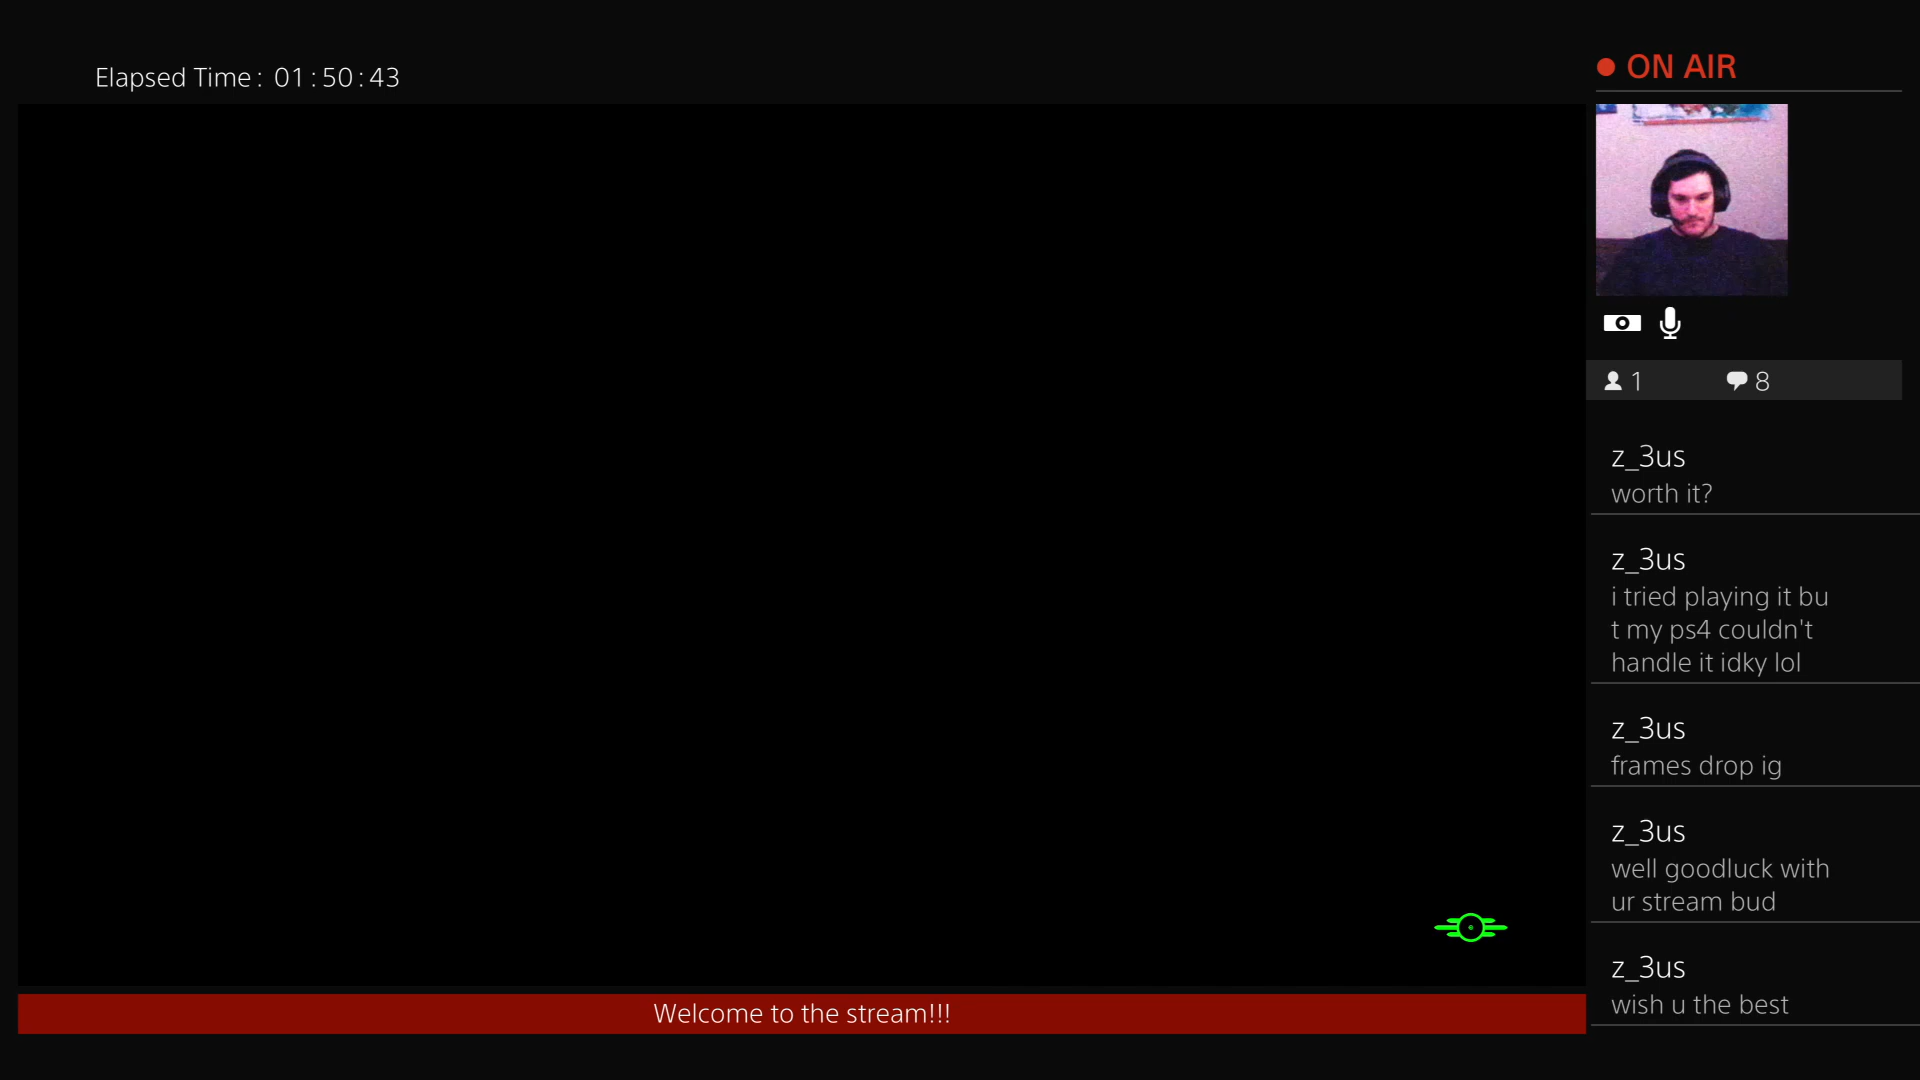 Elapsed Time: 01:50:43
ON AIR
1 8
z_3us
worth it?
z_3us
i tried playing it bu
t my ps4 couldn't
handle it idky lol
z_3us
frames drop ig
z_3us
well goodluck with
ur stream bud
z_3us
wish u the best
Welcome to the stream!!!